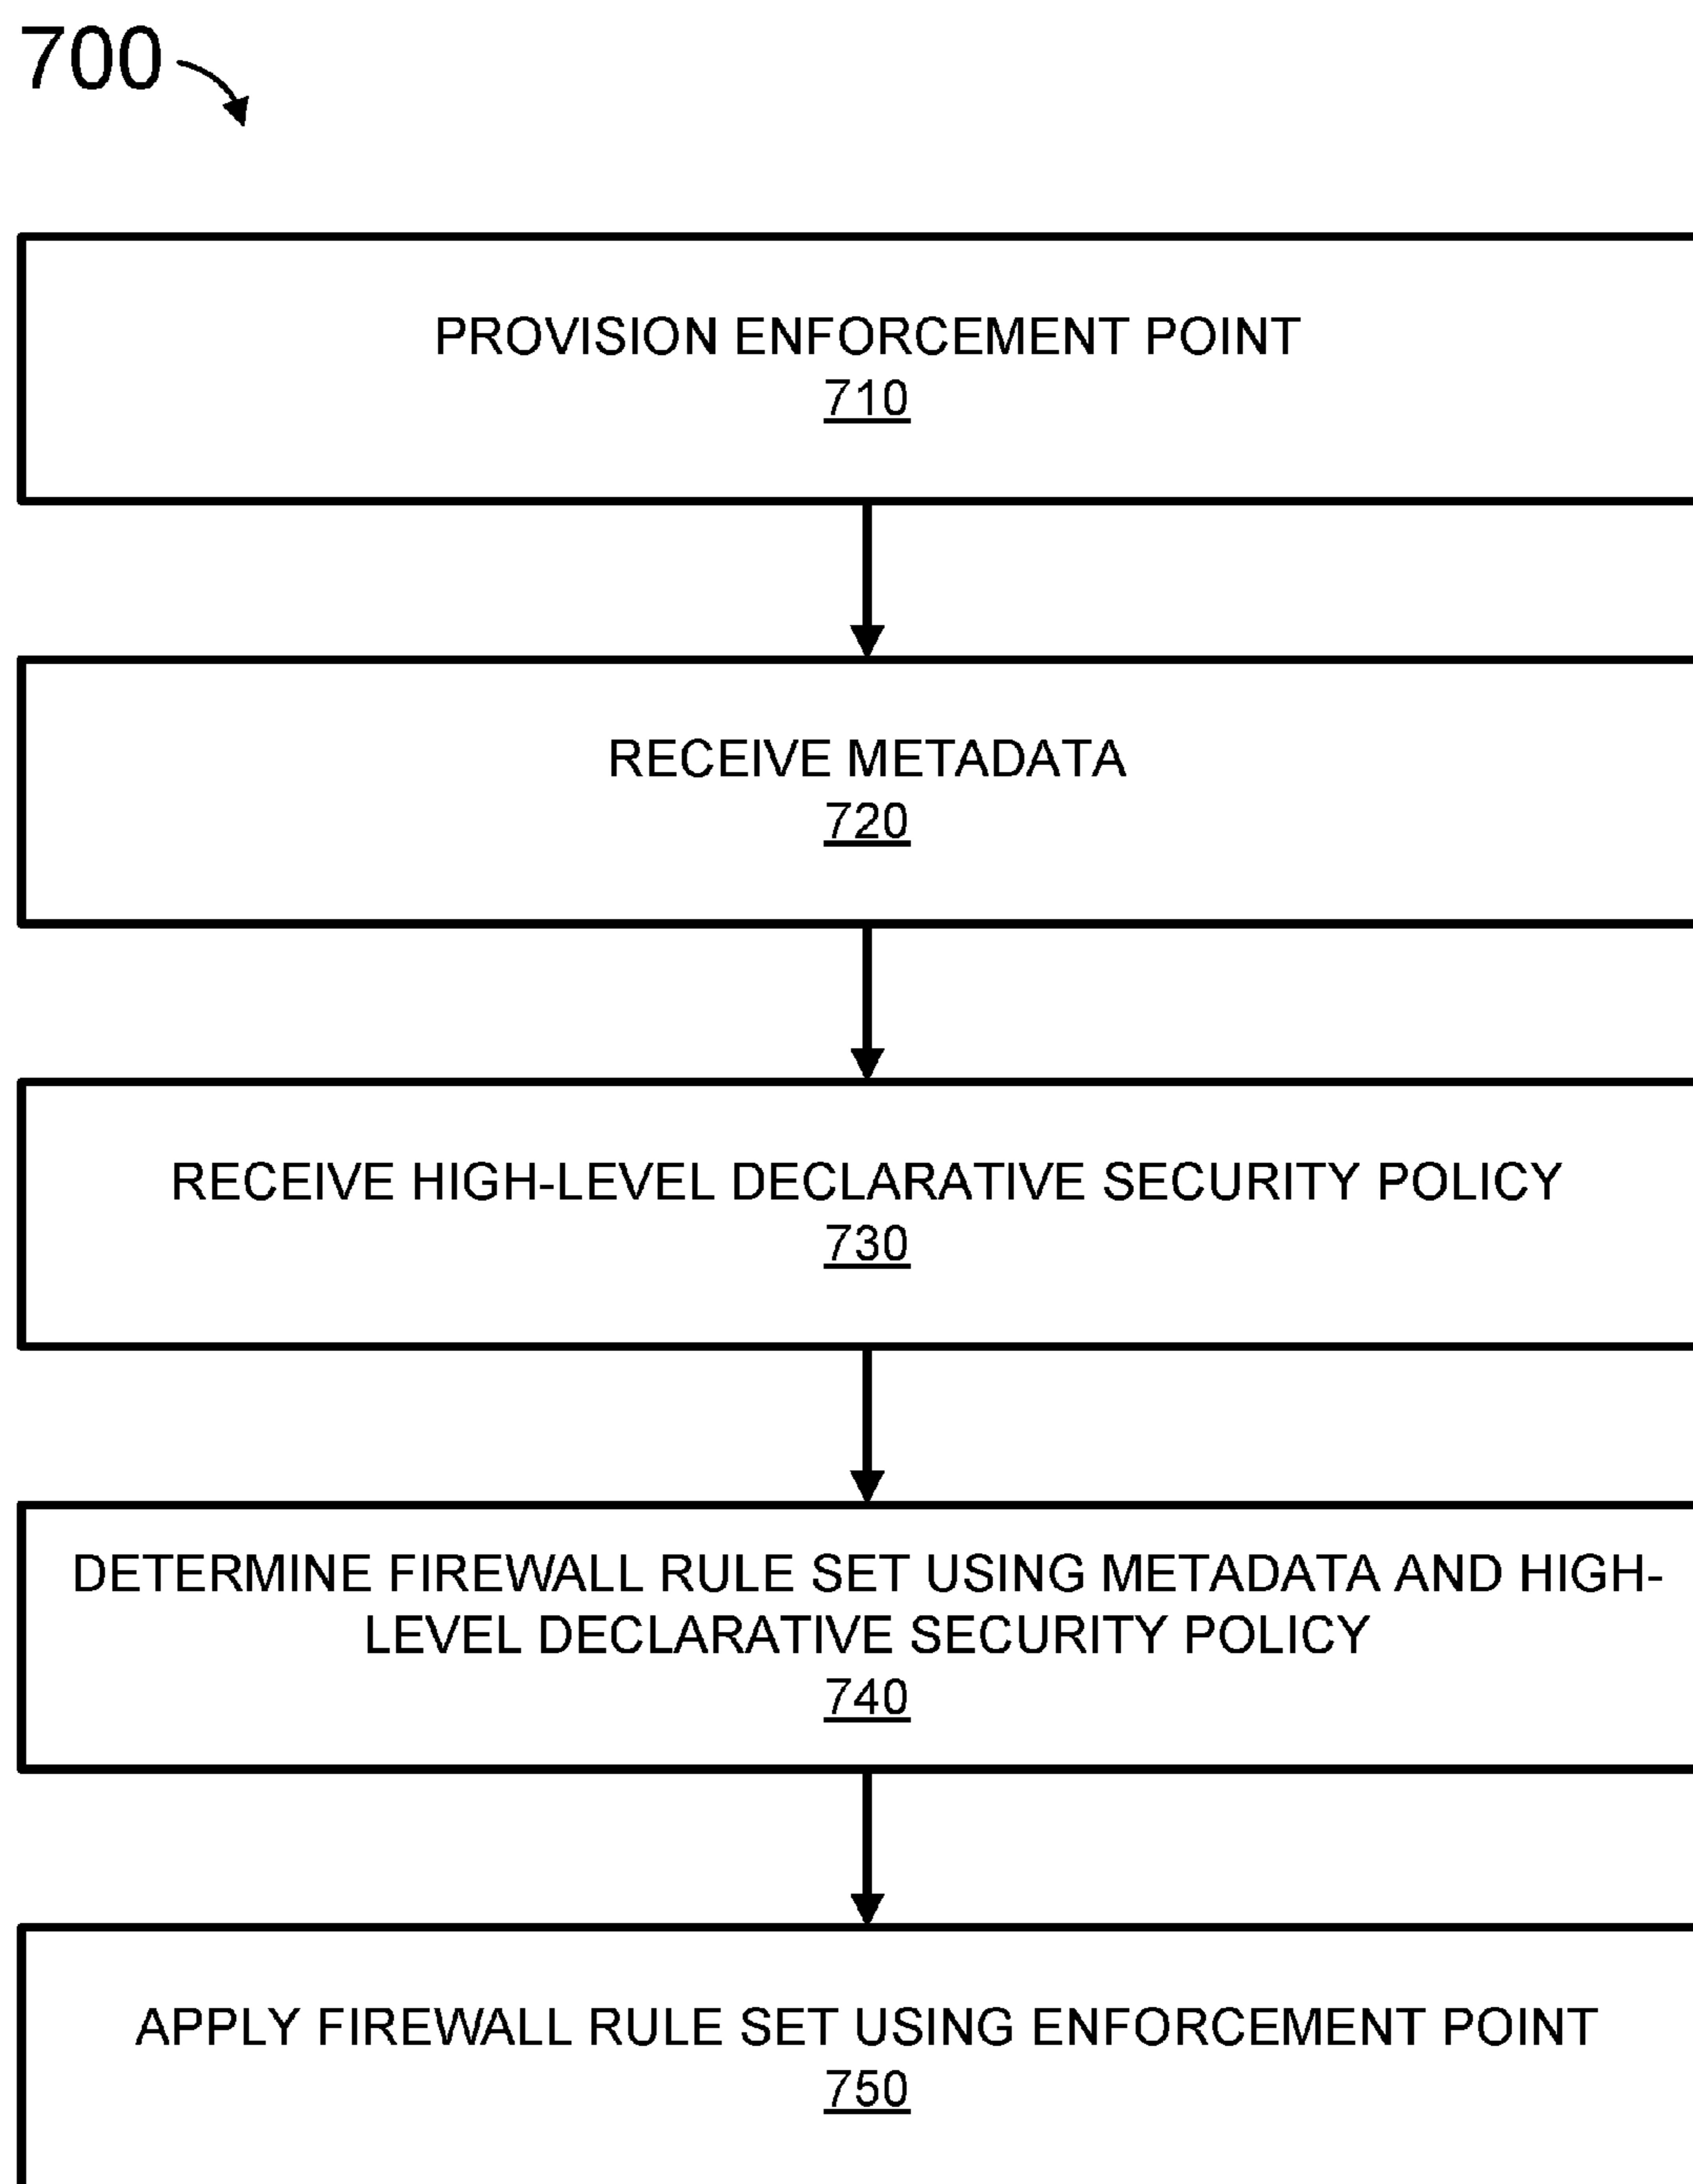 700
PROVISION ENFORCEMENT POINT
710
RECEIVE METADATA
720
RECEIVE HIGH-LEVEL DECLARATIVE SECURITY POLICY
730
DETERMINE FIREWALL RULE SET USING METADATA AND HIGH-
LEVEL DECLARATIVE SECURITY POLICY
740
APPLY FIREWALL RULE SET USING ENFORCEMENT POINT
750